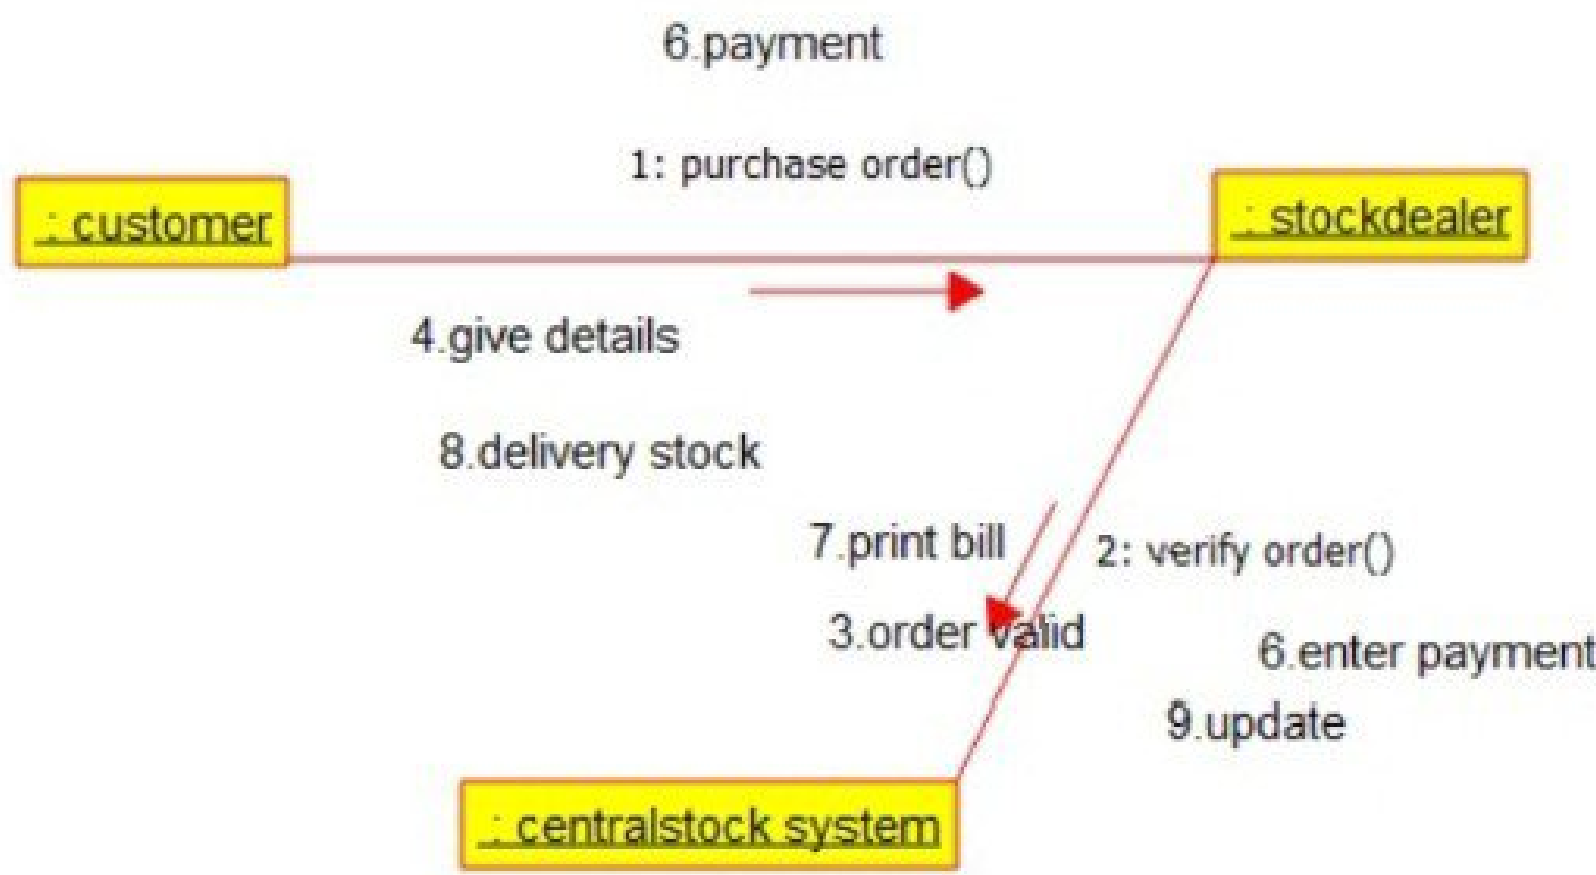 6.payment
1: purchase order()
: customer
: stockdealer
4.give details
8.delivery stock
7.print bill
2: verify order()
3.order valid
6.enter payment
9.update
: centralstock system